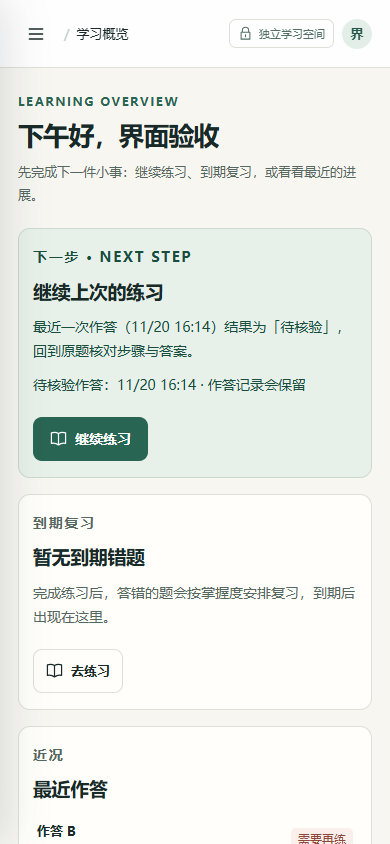 / 学习概览
独立学习空间
界
LEARNING OVERVIEW
下午好，界面验收
先完成下一件小事：继续练习、到期复习，或看看最近的进
展。
下一步 • NEXT STEP
继续上次的练习
最近一次作答（11/20 16:14）结果为「待核验」，
回到原题核对步骤与答案。
待核验作答：11/20 16:14 · 作答记录会保留
继续练习
到期复习
暂无到期错题
完成练习后，答错的题会按掌握度安排复习，到期后
出现在这里。
去练习
近况
最近作答
作答 B
需要再练